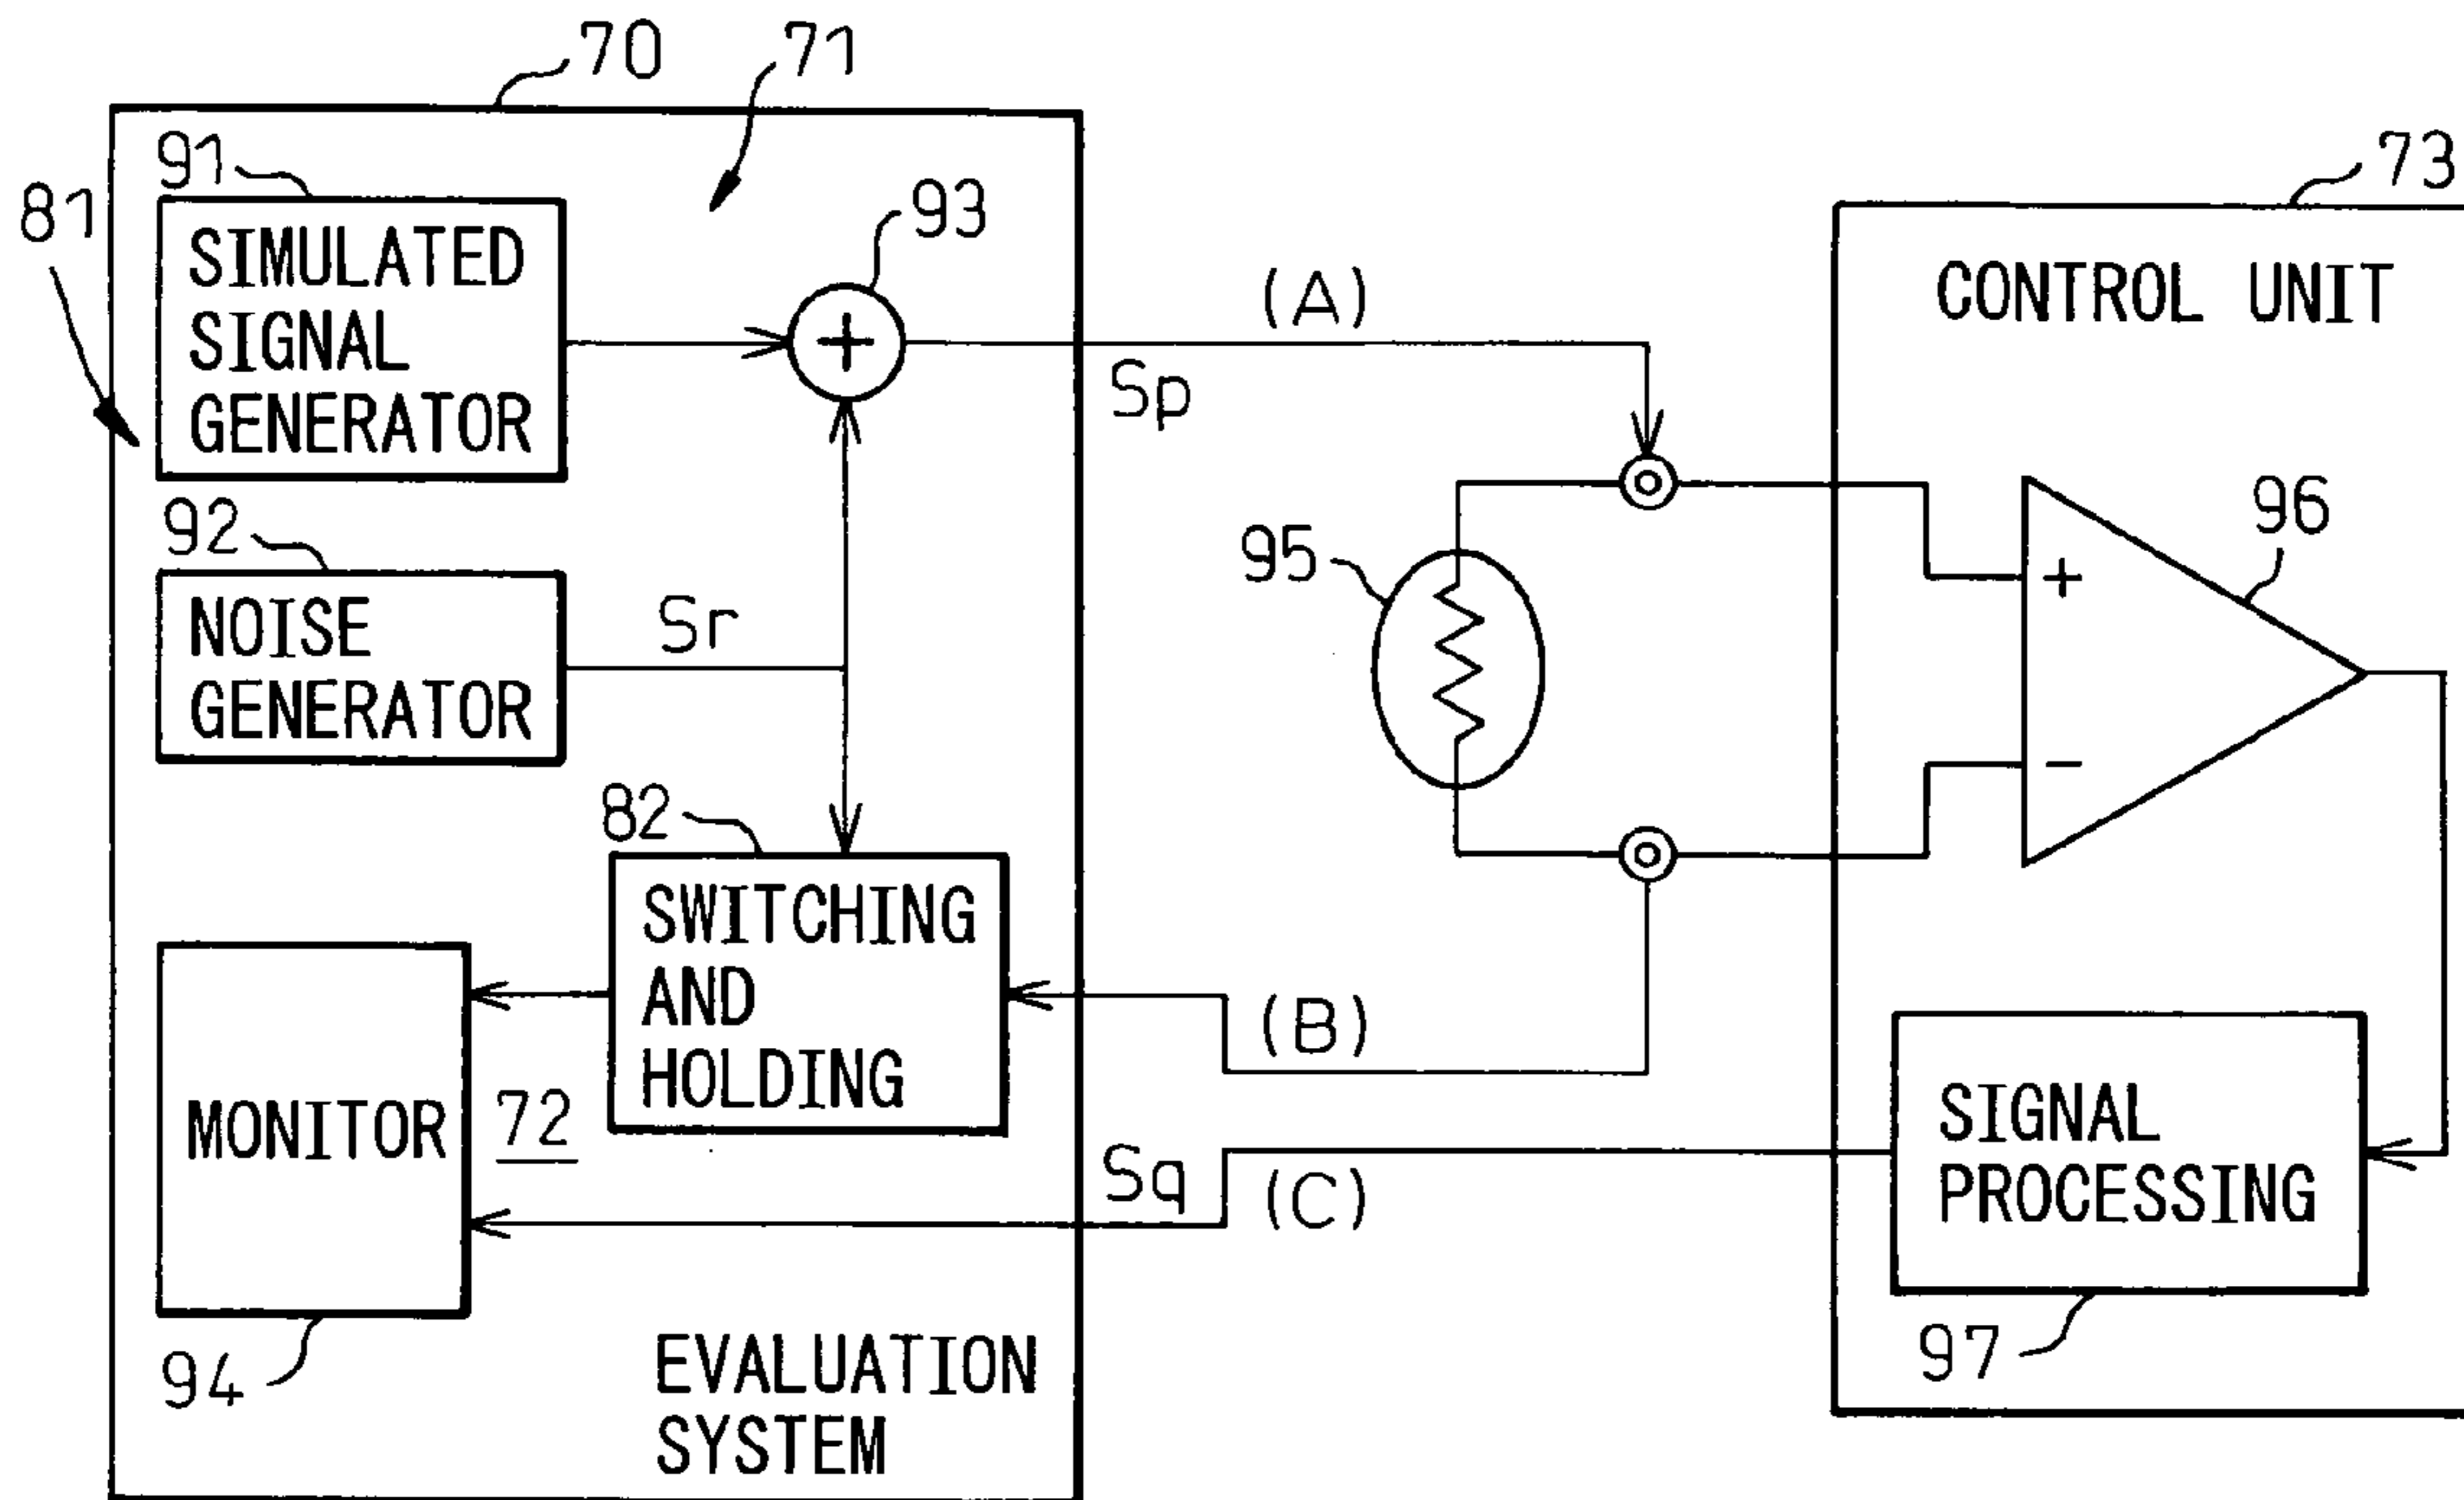 70
71
73
91
81
SIMULATED
SIGNAL
GENERATOR
93
+
(A)
Sp
CONTROL UNIT
92
NOISE
GENERATOR
Sr
95
96
+
−
82
SWITCHING
AND
HOLDING
(B)
MONITOR
72
Sq
(C)
SIGNAL
PROCESSING
94
97
EVALUATION
SYSTEM